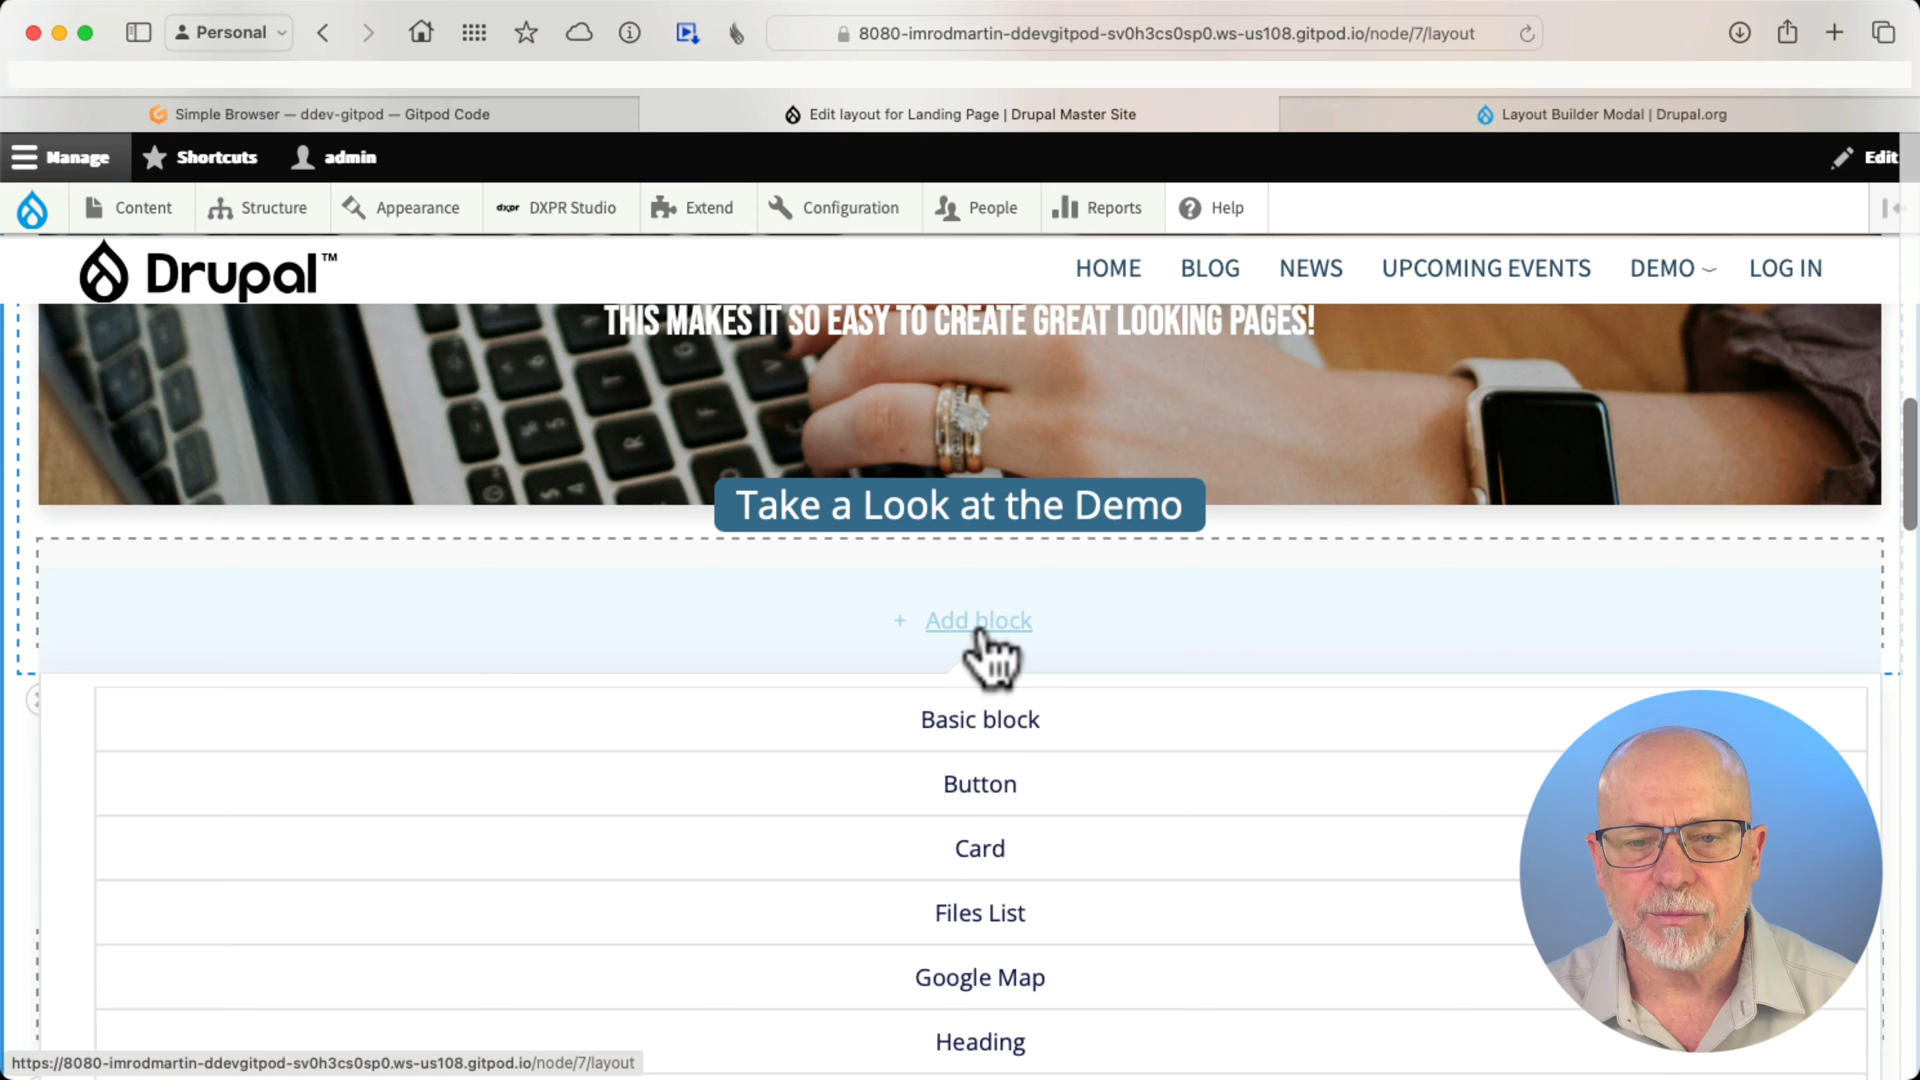 Personal
8080-imrodmartin-ddevgitpod-sv0h3cs0sp0.ws-us108.gitpod.io/node/7/layout
Simple Browser — ddev-gitpod — Gitpod Code
Edit layout for Landing Page | Drupal Master Site
Layout Builder Modal | Drupal.org
Manage
Shortcuts
admin
Edit
Content
Structure
Appearance
dxpr DXPR Studio
Extend
Configuration
People
Reports
Help
Drupal™
HOME
BLOG
NEWS
UPCOMING EVENTS
DEMO
LOG IN
THIS MAKES IT SO EASY TO CREATE GREAT LOOKING PAGES!
Take a Look at the Demo
+ Add block
Basic block
Button
Card
Files List
Google Map
Heading
https://8080-imrodmartin-ddevgitpod-sv0h3cs0sp0.ws-us108.gitpod.io/node/7/layout